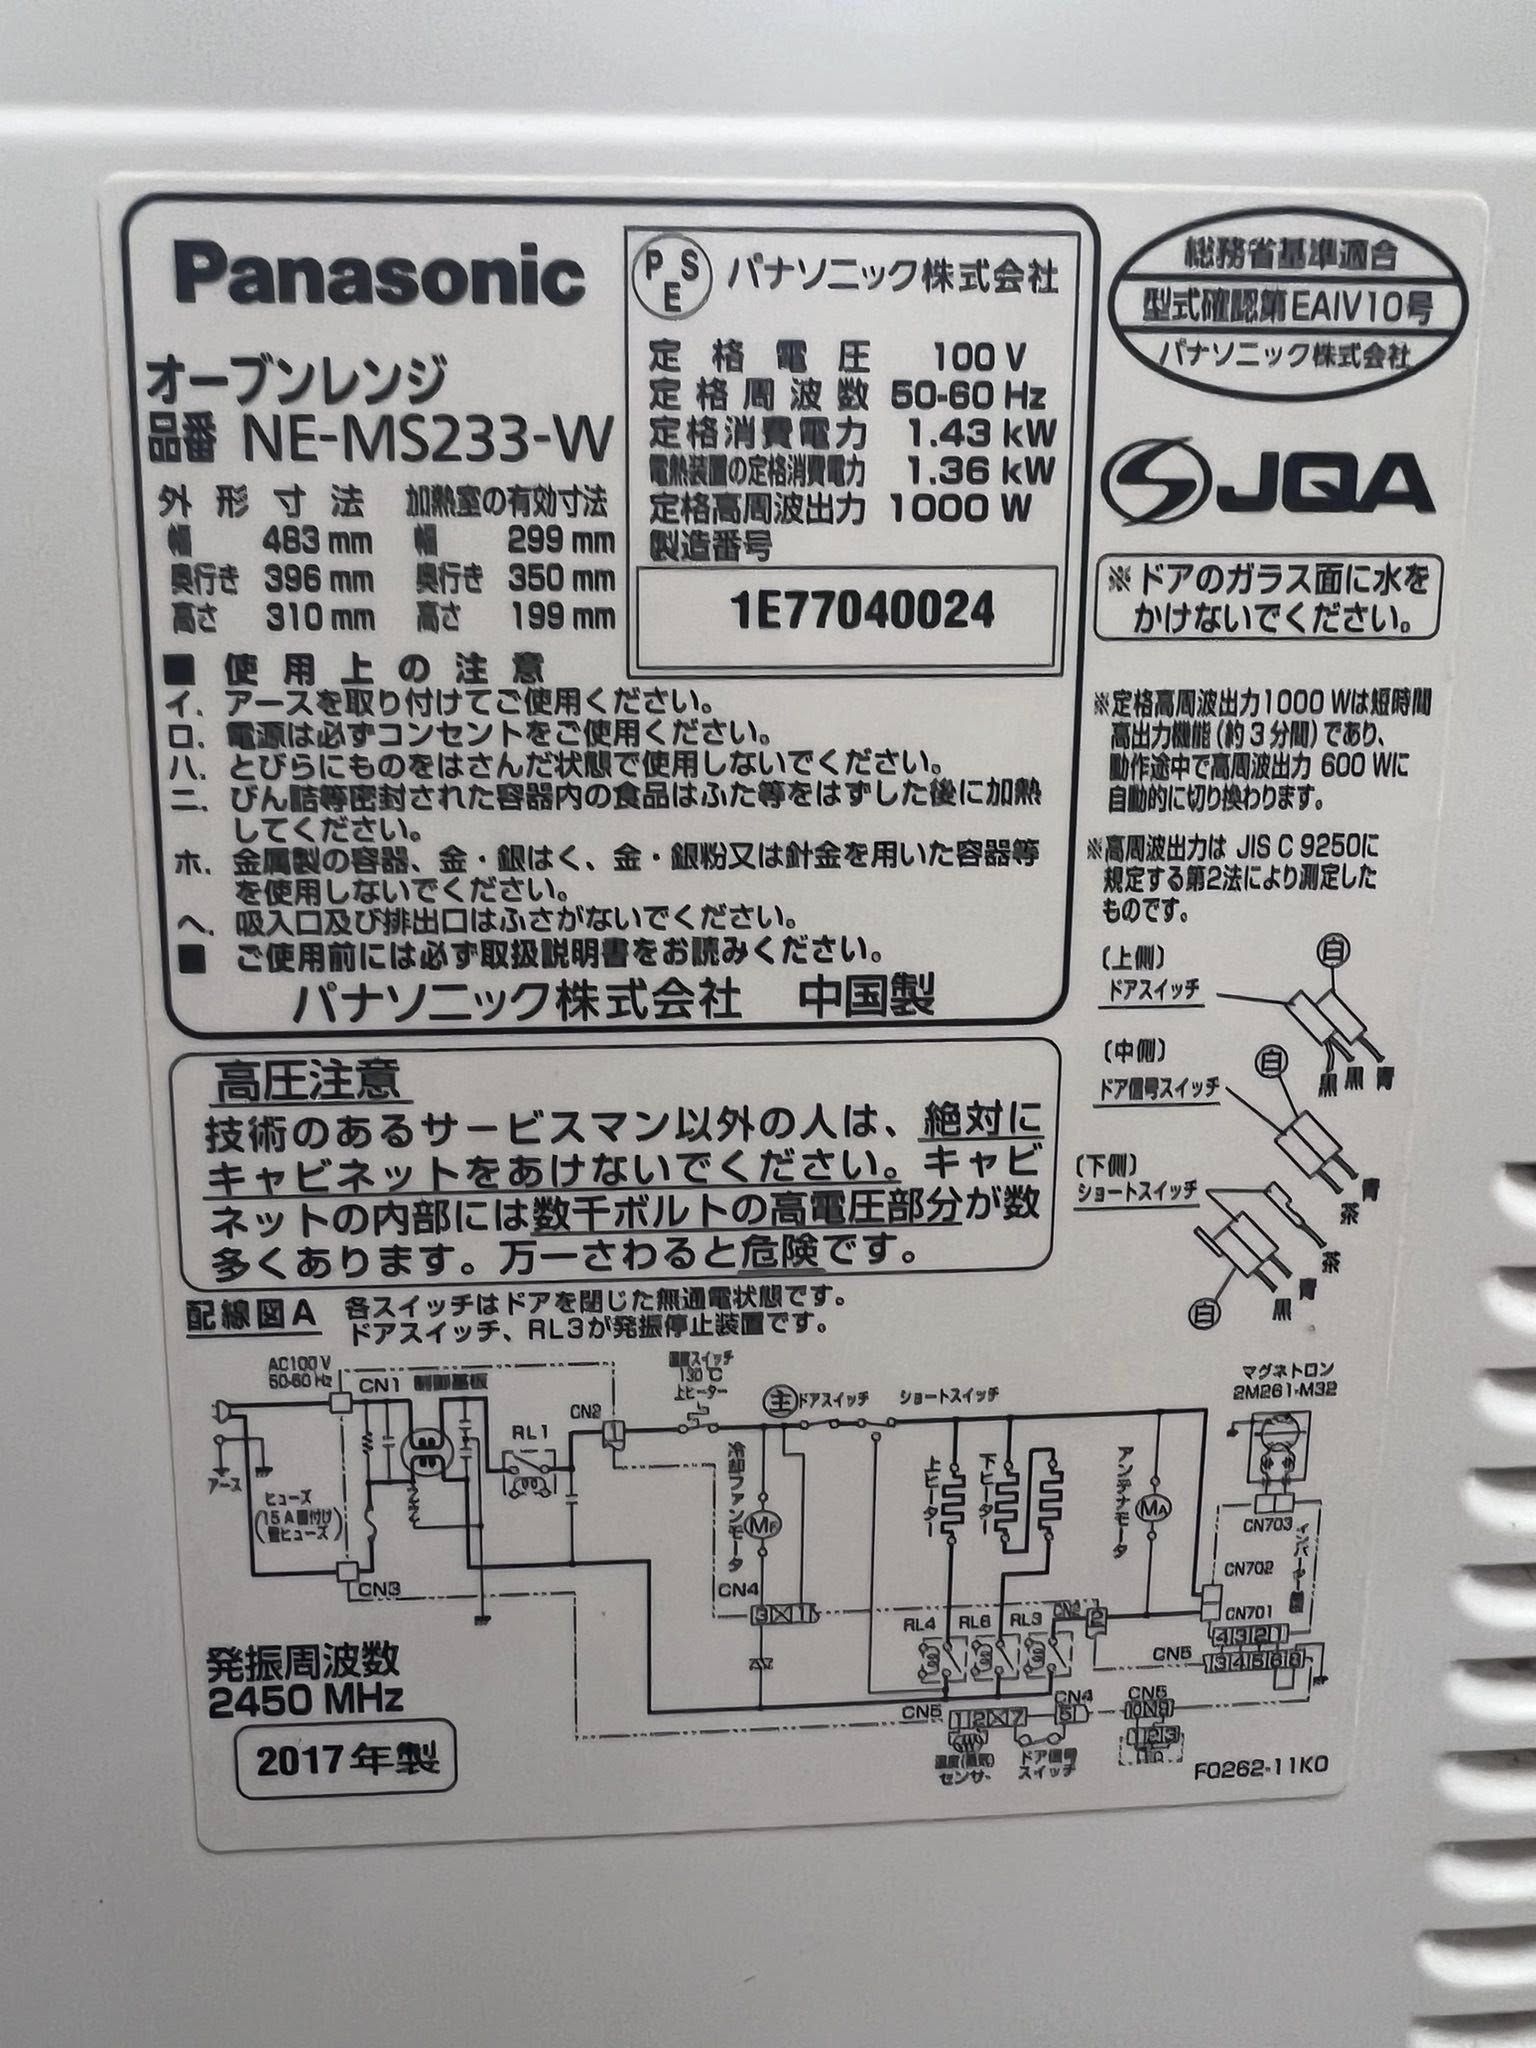 Panasonic
オーブンレンジ
品番 NE-MS233-W
外形寸法 加熱室の有効寸法
幅 483 mm 幅 299 mm
奥行き 396 mm 奥行き 350 mm
高さ 310 mm 高さ 199 mm
PSE パナソニック株式会社
定格電圧 100 V
定格周波数 50-60 Hz
定格消費電力 1.43 kW
電熱装置の定格消費電力 1.36 kW
定格高周波出力 1000 W
製造番号
1E77040024
■ 使用上の注意
イ. アースを取り付けてご使用ください。
ロ. 電源は必ずコンセントをご使用ください。
ハ. とびらにものをはさんだ状態で使用しないでください。
ニ. びん詰等密封された容器内の食品はふた等をはずした後に加熱
してください。
ホ. 金属製の容器、金・銀はく、金・銀粉又は針金を用いた容器等
を使用しないでください。
ヘ. 吸入口及び排出口はふさがないでください。
■ ご使用前には必ず取扱説明書をお読みください。
パナソニック株式会社 中国製
総務省基準適合
型式確認第EAIV10号
パナソニック株式会社
JQA
※ドアのガラス面に水を
かけないでください。
※定格高周波出力1000 Wは短時間
高出力機能(約3分間)であり、
動作途中で高周波出力 600 Wに
自動的に切り換わります。
※高周波出力は JIS C 9250に
規定する第2法により測定した
ものです。
(上側)
ドアスイッチ
白
黒 黒 青
(中側)
ドア信号スイッチ
白
青
茶
(下側)
ショートスイッチ
茶
青
黒
白
高圧注意
技術のあるサービスマン以外の人は、絶対に
キャビネットをあけないでください。キャビ
ネットの内部には数千ボルトの高電圧部分が数
多くあります。万一さわると危険です。
配線図A 各スイッチはドアを閉じた無通電状態です。
ドアスイッチ、RL3が発振停止装置です。
AC100 V
50-60 Hz
CN1 制御基板
RL1
CN2
1
温度スイッチ
130℃
上ヒーター
主 ドアスイッチ
ショートスイッチ
マグネトロン
2M261-M32
アース
ヒューズ
CN3
冷却ファンモータ
MF
上ヒーター
下ヒーター
アンテナモータ
MA
CN703
CN702
CN701
CN4
3 1
RL4 RL6 RL3 CN2
2
4 3 2 1
CN5
CN5
1 2 7
CN4
5
センサ
ドア信号
スイッチ
発振周波数
2450 MHz
2017年製
F0262-11K0